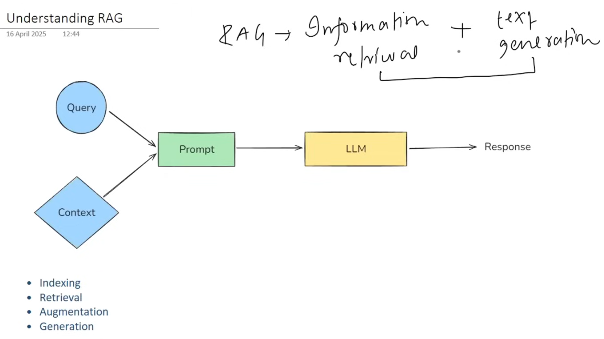 Understanding RAG
16 April 2025 12:44
RAG → Information + text
retrival generation
Query
Prompt
LLM
Response
Context
• Indexing
• Retrieval
• Augmentation
• Generation